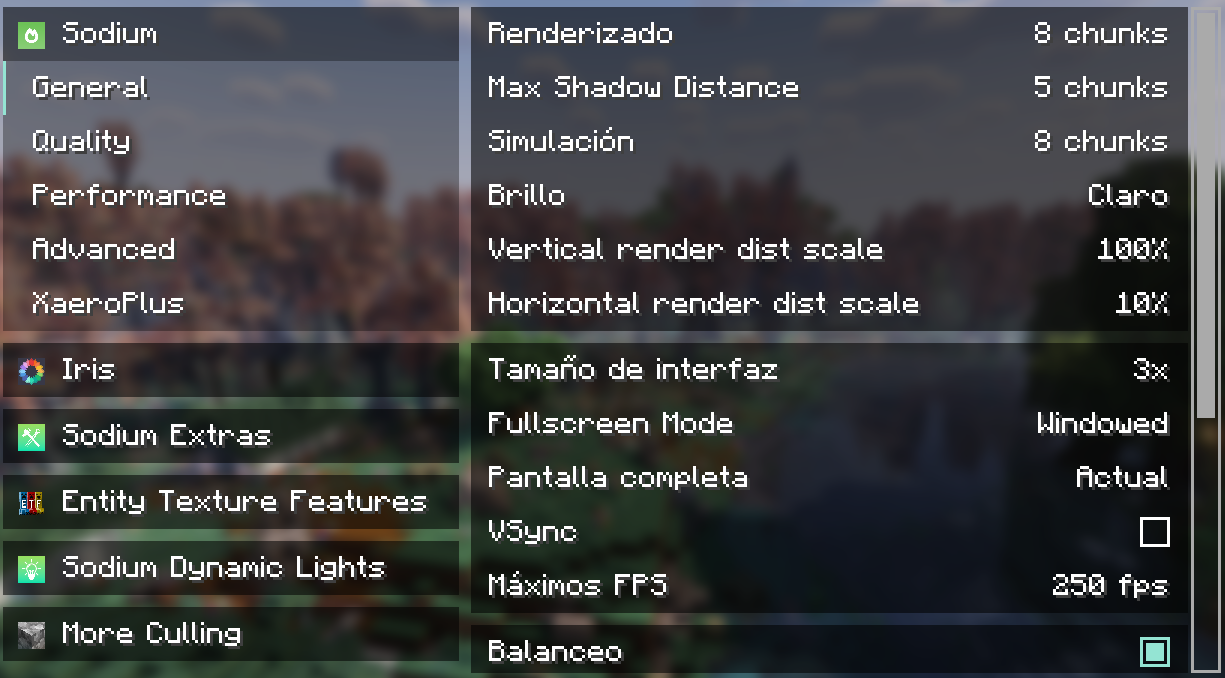 Sodium
General
Quality
Performance
Advanced
XaeroPlus
Iris
Sodium Extras
ETF
Entity Texture Features
Sodium Dynamic Lights
More Culling
Renderizado 8 chunks
Max Shadow Distance 5 chunks
Simulación 8 chunks
Brillo Claro
Vertical render dist scale 100%
Horizontal render dist scale 10%
Tamaño de interfaz 3x
Fullscreen Mode Windowed
Pantalla completa Actual
VSync
Máximos FPS 250 fps
Balanceo